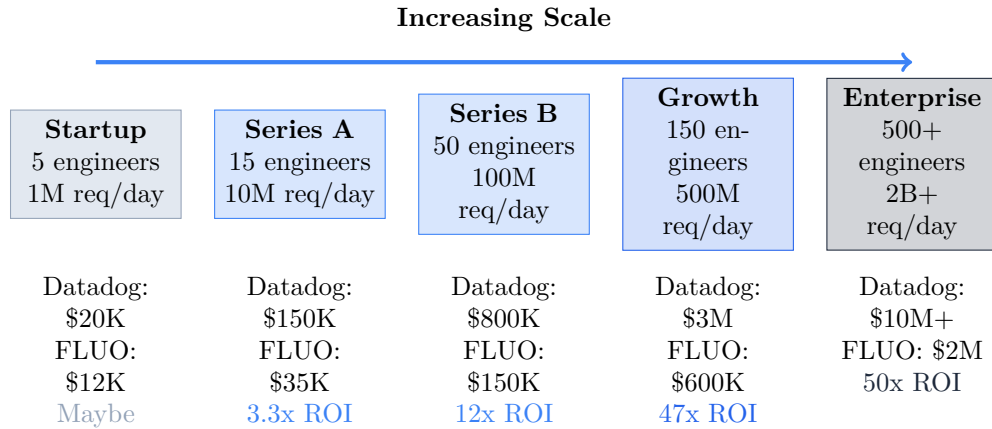 Increasing Scale
Startup
5 engineers
1M req/day
Series A
15 engineers
10M req/day
Series B
50 engineers
100M
req/day
Growth
150 en-
gineers
500M
req/day
Enterprise
500+
engineers
2B+
req/day
Datadog:
$20K
FLUO:
$12K
Maybe
Datadog:
$150K
FLUO:
$35K
3.3x ROI
Datadog:
$800K
FLUO:
$150K
12x ROI
Datadog:
$3M
FLUO:
$600K
47x ROI
Datadog:
$10M+
FLUO: $2M
50x ROI